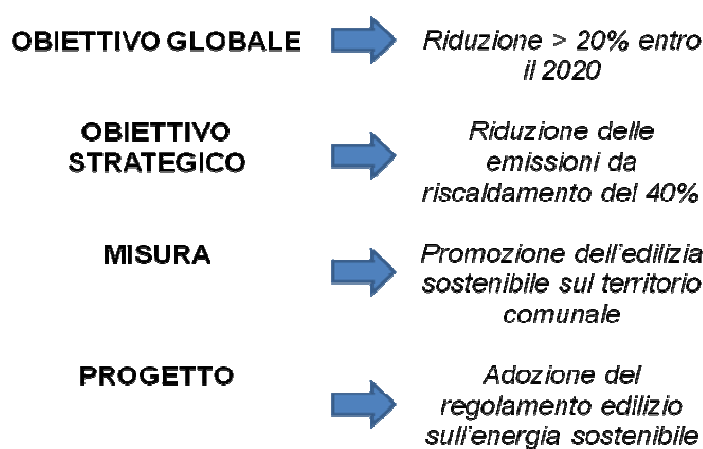 OBIETTIVO GLOBALE
Riduzione > 20% entro
il 2020
OBIETTIVO
STRATEGICO
Riduzione delle
emissioni da
riscaldamento del 40%
MISURA
Promozione dell'edilizia
sostenibile sul territorio
comunale
PROGETTO
Adozione del
regolamento edilizio
sull'energia sostenibile